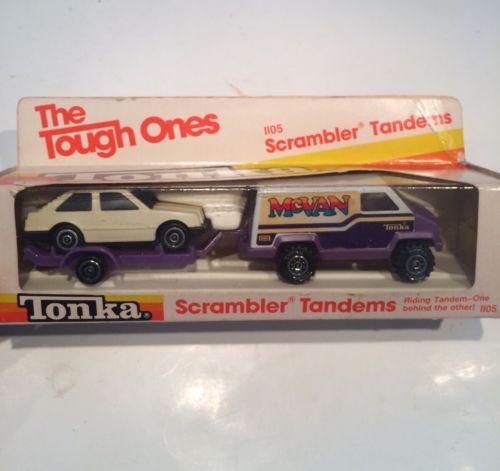 The
Tough Ones
1105
Scrambler® Tandems
McVAN
Tonka
Tonka®
Scrambler® Tandems
Riding Tandem-One
behind the other! 1105